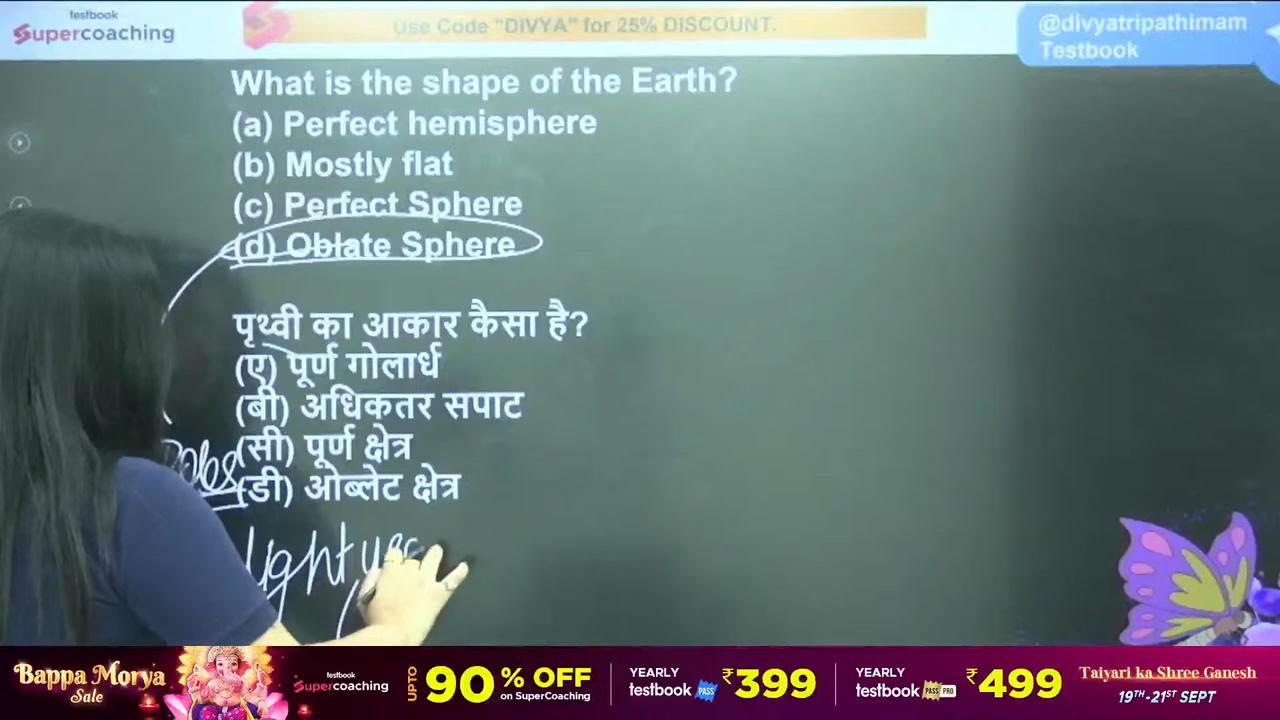 testbook
Supercoaching
Use Code "DIVYA" for 25% DISCOUNT.
@divyatripathimam
Testbook
What is the shape of the Earth?
(a) Perfect hemisphere
(b) Mostly flat
(c) Perfect Sphere
(d) Oblate Sphere
पृथ्वी का आकार कैसा है?
(ए) पूर्ण गोलार्ध
(बी) अधिकतर सपाट
(सी) पूर्ण क्षेत्र
(डी) ओब्लेट क्षेत्र
light
Bappa Morya
Sale
testbook
Supercoaching
UPTO 90% OFF
on SuperCoaching
YEARLY
testbook PASS
₹399
YEARLY
testbook PASS PRO
₹499
Taiyari ka Shree Ganesh
19TH-21ST SEPT